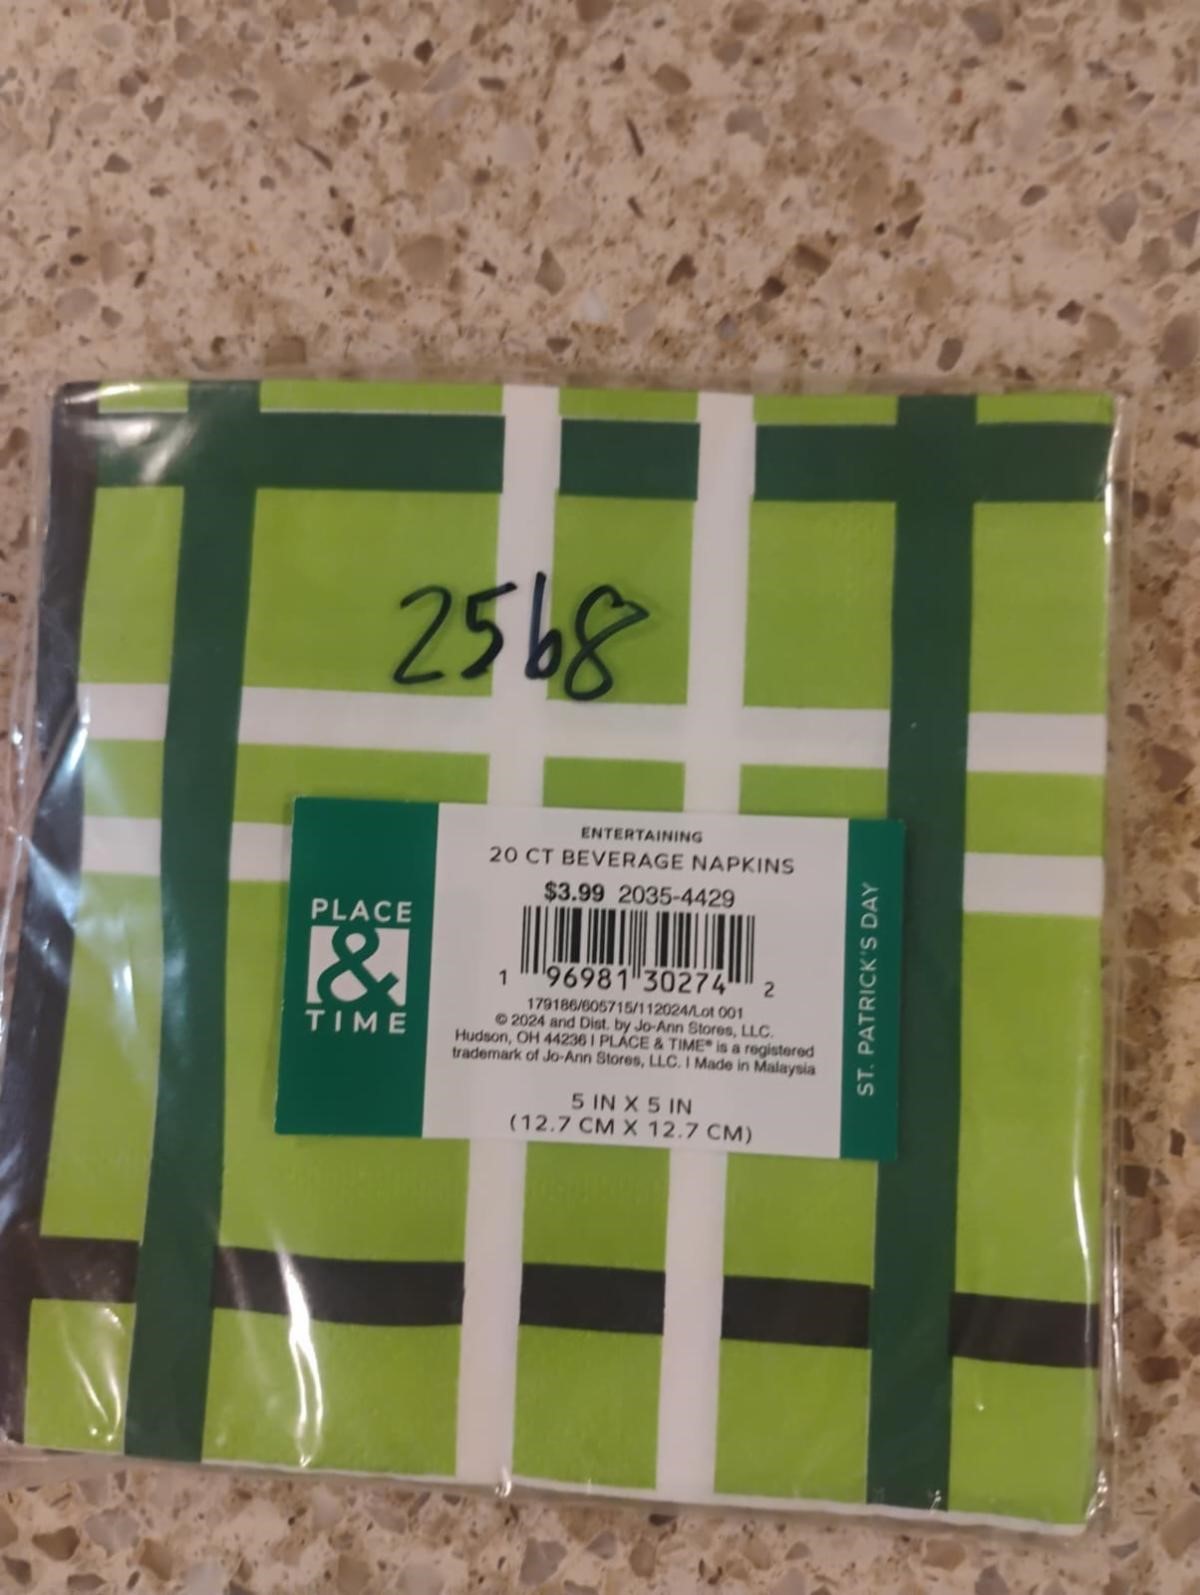 2568
ENTERTAINING
20 CT BEVERAGE NAPKINS
$3.99 2035-4429
1 96981 30274 2
179186/605715/112024/Lot 001
© 2024 and Dist. by Jo-Ann Stores, LLC.
Hudson, OH 44236 I PLACE & TIME® is a registered
trademark of Jo-Ann Stores, LLC. I Made in Malaysia
5 IN X 5 IN
(12.7 CM X 12.7 CM)
PLACE
&
TIME
ST. PATRICK'S DAY